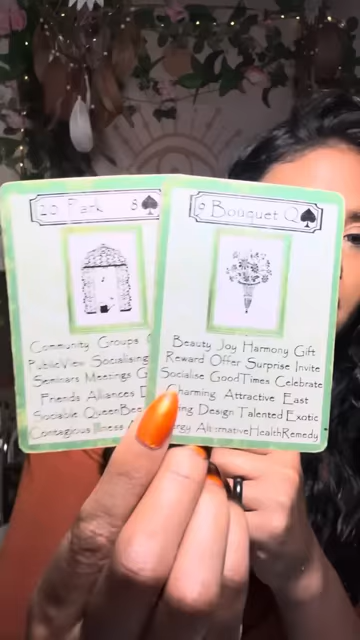 20 Park 8♠
Community Groups
PublicView Socialising
Seminars Meetings
Friends Alliances
Sociable QueenBee
Contagious Illness
9 Bouquet Q♠
Beauty Joy Harmony Gift
Reward Offer Surprise Invite
Socialise GoodTimes Celebrate
Charming Attractive East
Design Talented Exotic
AlternativeHealthRemedy